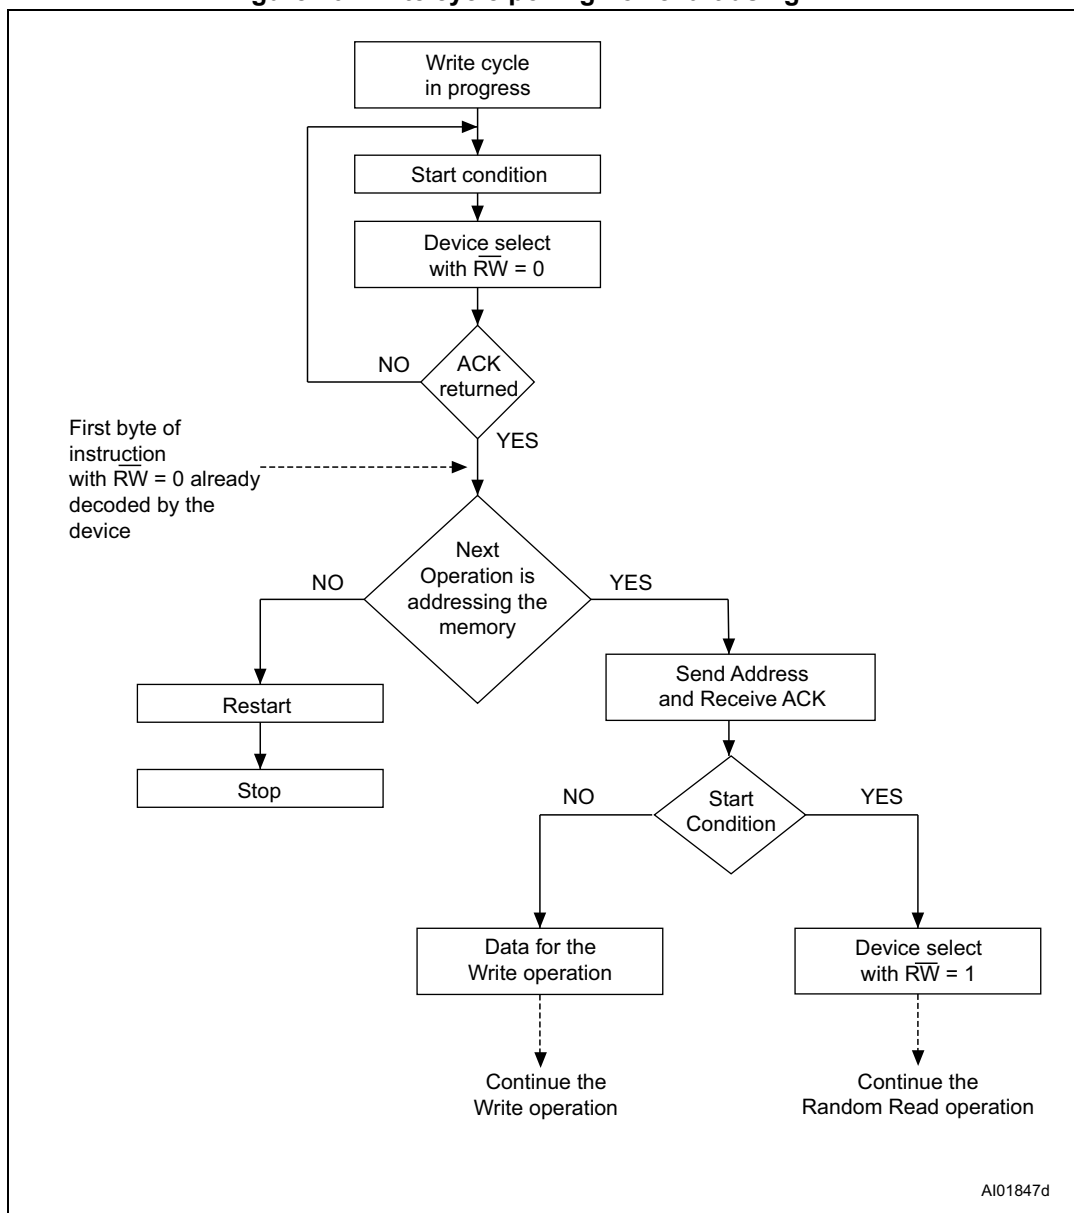 Write cycle
in progress
Start condition
Device select
with RW = 0
NO
ACK
returned
YES
First byte of
instruction
with RW = 0 already
decoded by the
device
Next
Operation is
addressing the
memory
NO
YES
Send Address
and Receive ACK
Restart
Stop
NO
Start
Condition
YES
Data for the
Write operation
Device select
with RW = 1
Continue the
Write operation
Continue the
Random Read operation
AI01847d